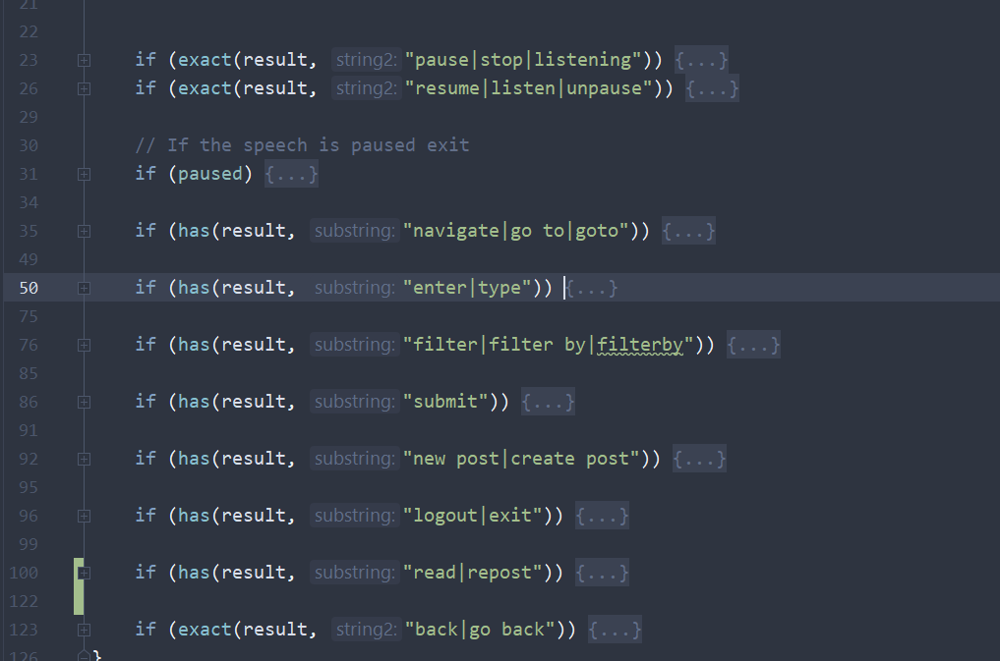 21
22
23 if (exact(result, string2: "pause|stop|listening")) {...}
26 if (exact(result, string2: "resume|listen|unpause")) {...}
29
30 // If the speech is paused exit
31 if (paused) {...}
34
35 if (has(result, substring: "navigate|go to|goto")) {...}
49
50 if (has(result, substring: "enter|type")) {...}
75
76 if (has(result, substring: "filter|filter by|filterby")) {...}
85
86 if (has(result, substring: "submit")) {...}
91
92 if (has(result, substring: "new post|create post")) {...}
95
96 if (has(result, substring: "logout|exit")) {...}
99
100 if (has(result, substring: "read|repost")) {...}
122
123 if (exact(result, string2: "back|go back")) {...}
126 }